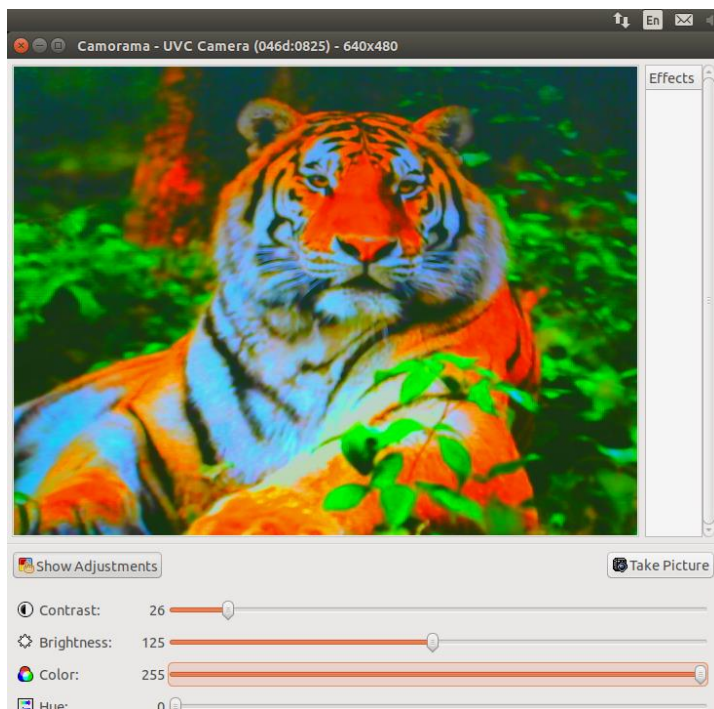 En
Camorama - UVC Camera (046d:0825) - 640x480
Effects
Show Adjustments
Take Picture
Contrast: 26
Brightness: 125
Color: 255
Hue: 0